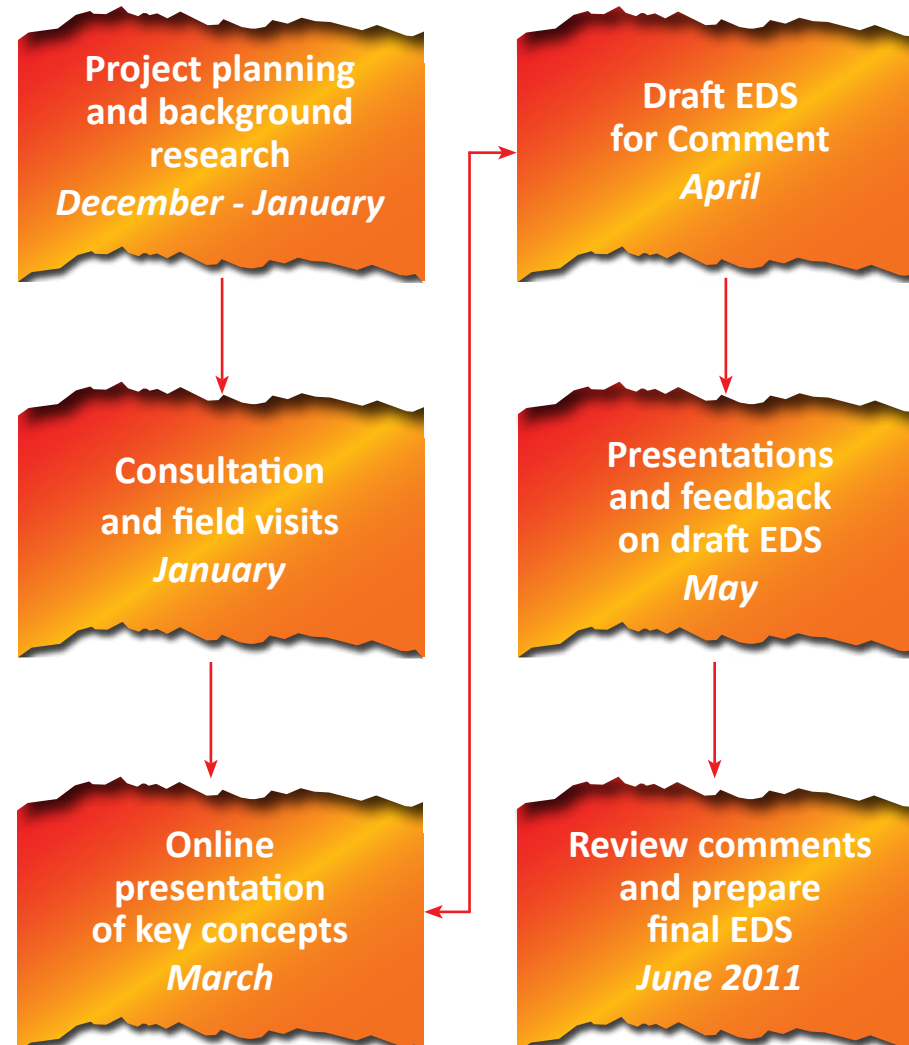 Project planning
and background
research
December - January
Consultation
and field visits
January
Online
presentation
of key concepts
March
Draft EDS
for Comment
April
Presentations
and feedback
on draft EDS
May
Review comments
and prepare
final EDS
June 2011